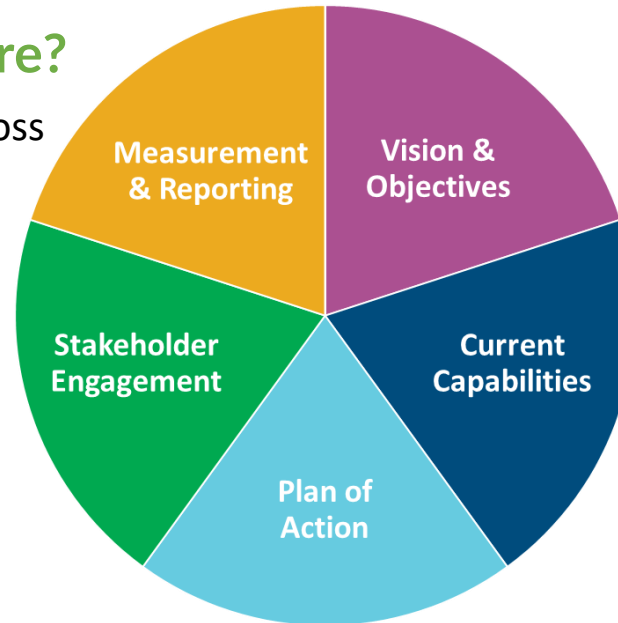 re?
oss
Measurement
& Reporting
Vision &
Objectives
Stakeholder
Engagement
Current
Capabilities
Plan of
Action